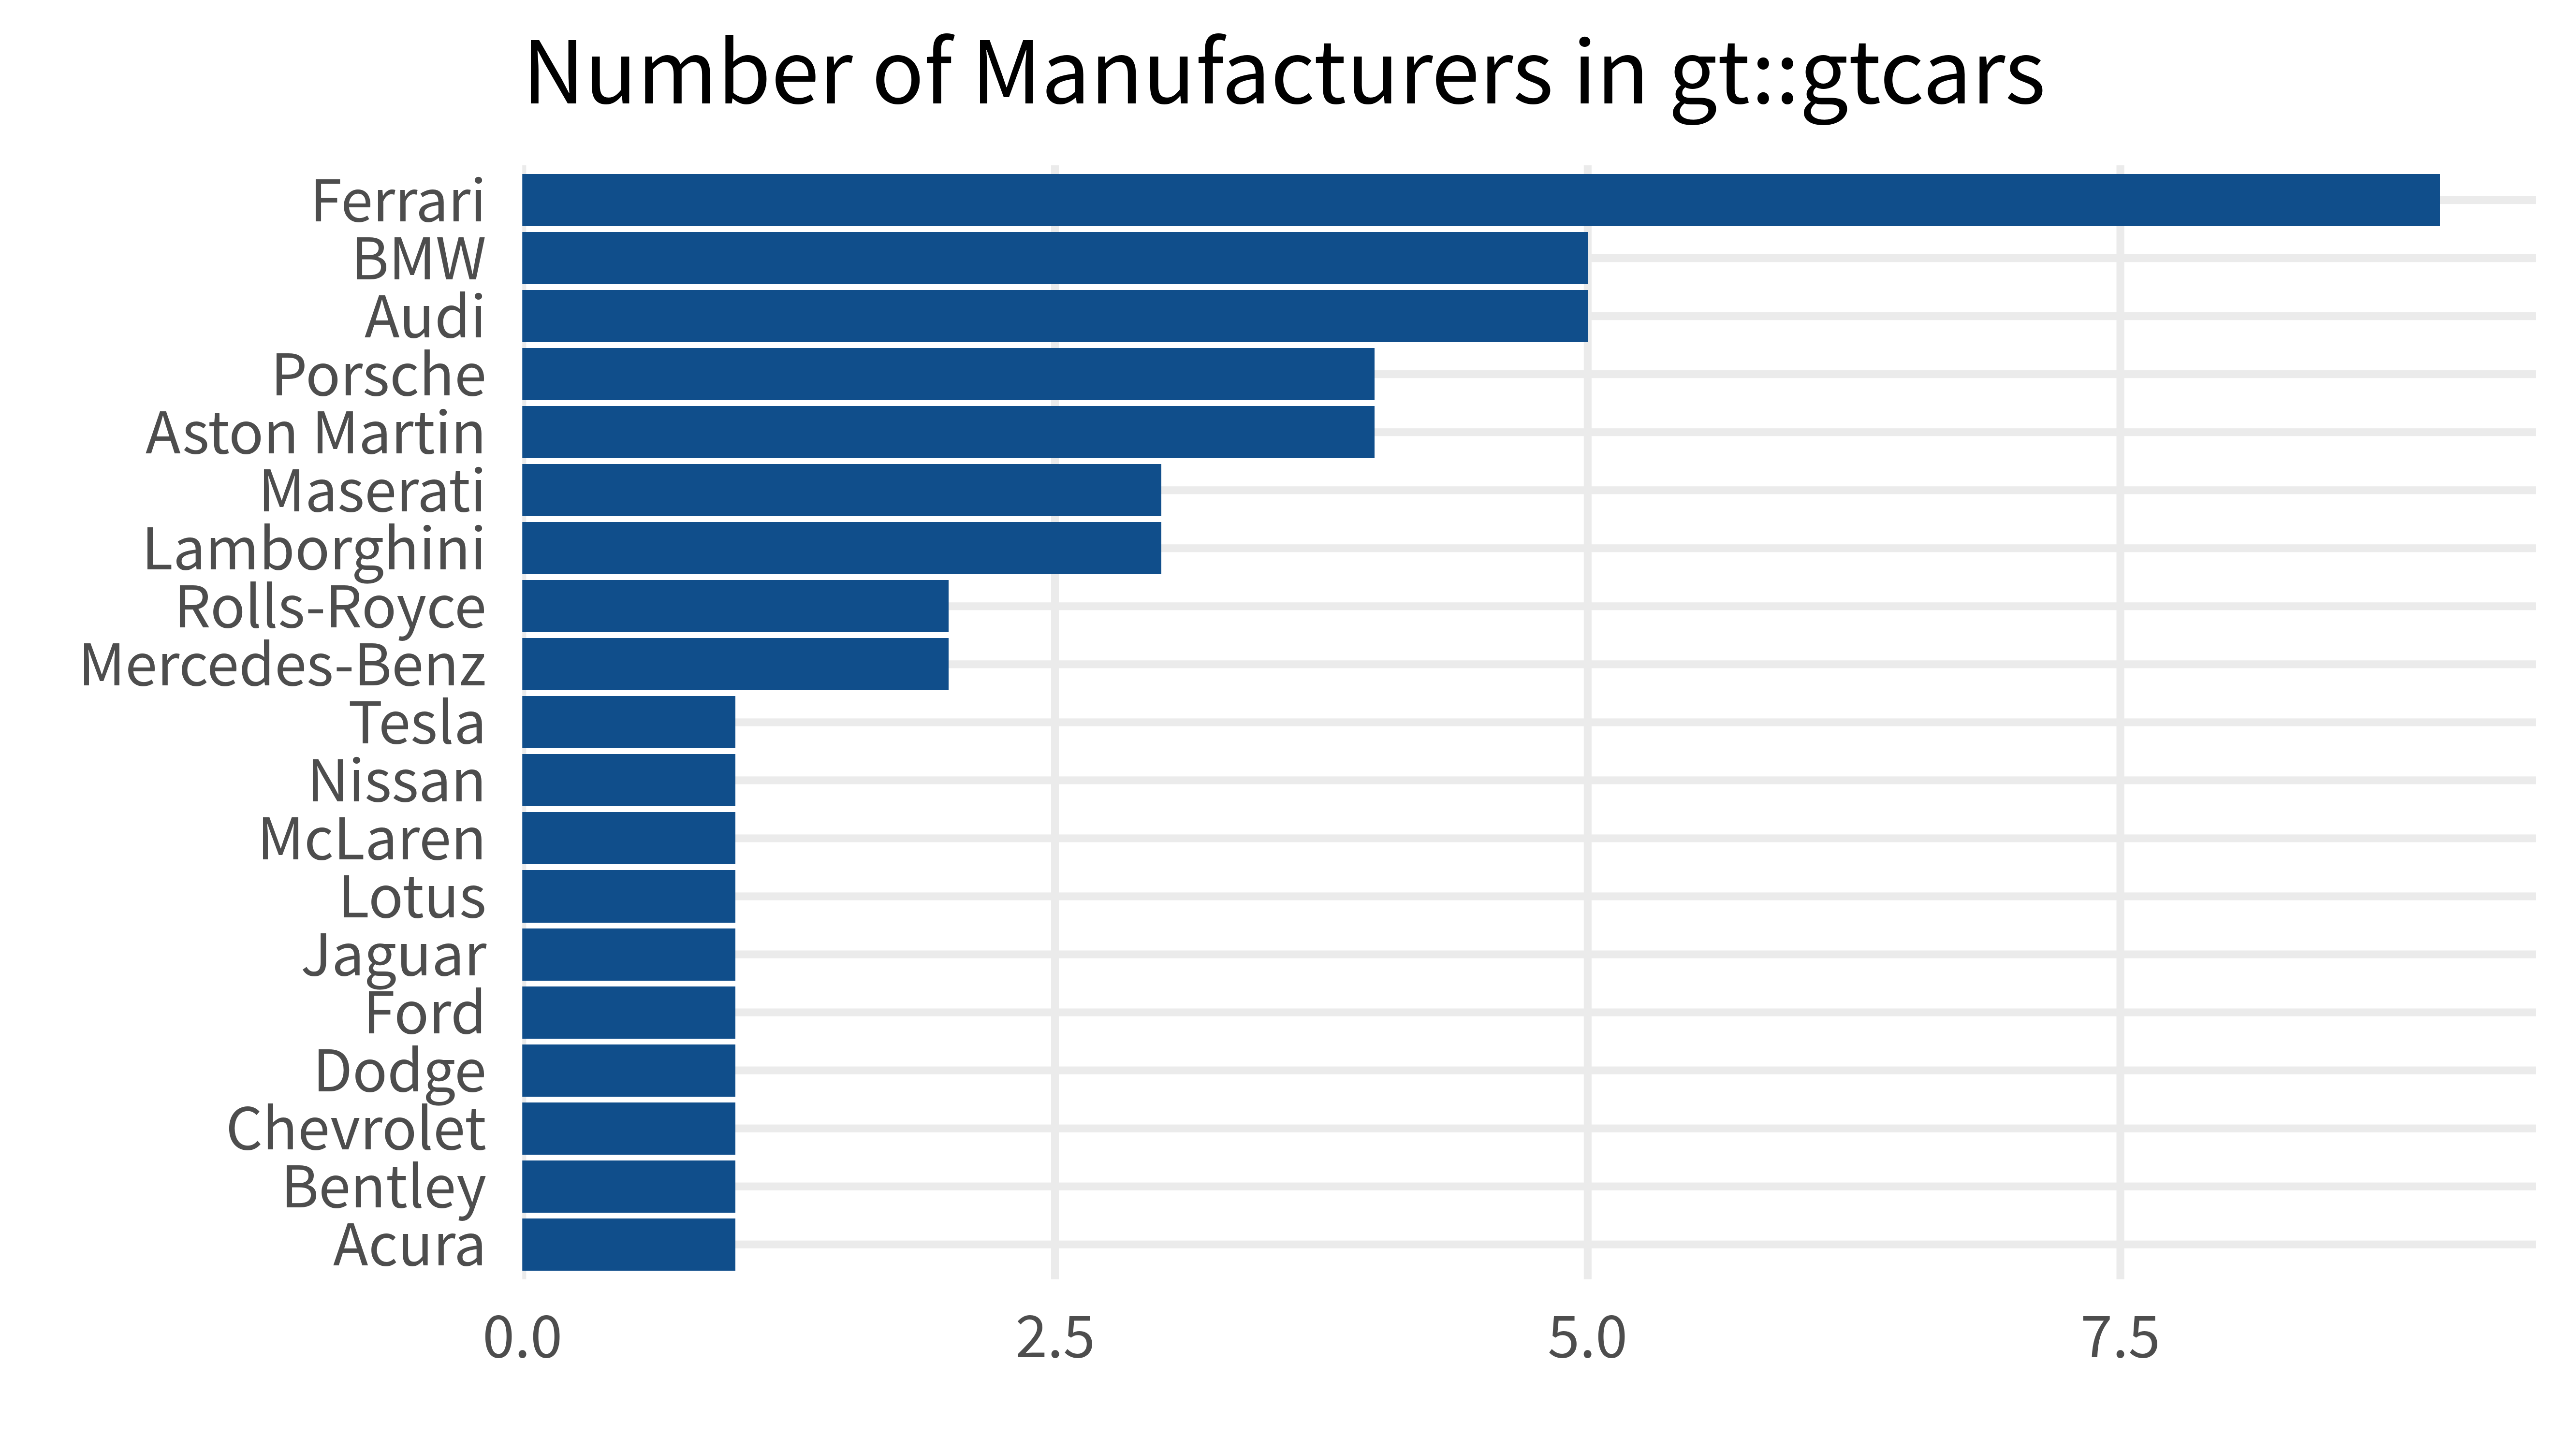 Number of Manufacturers in gt::gtcars
Ferrari
BMW
Audi
Porsche
Aston Martin
Maserati
Lamborghini
Rolls-Royce
Mercedes-Benz
Tesla
Nissan
McLaren
Lotus
Jaguar
Ford
Dodge
Chevrolet
Bentley
Acura
0.0 2.5 5.0 7.5